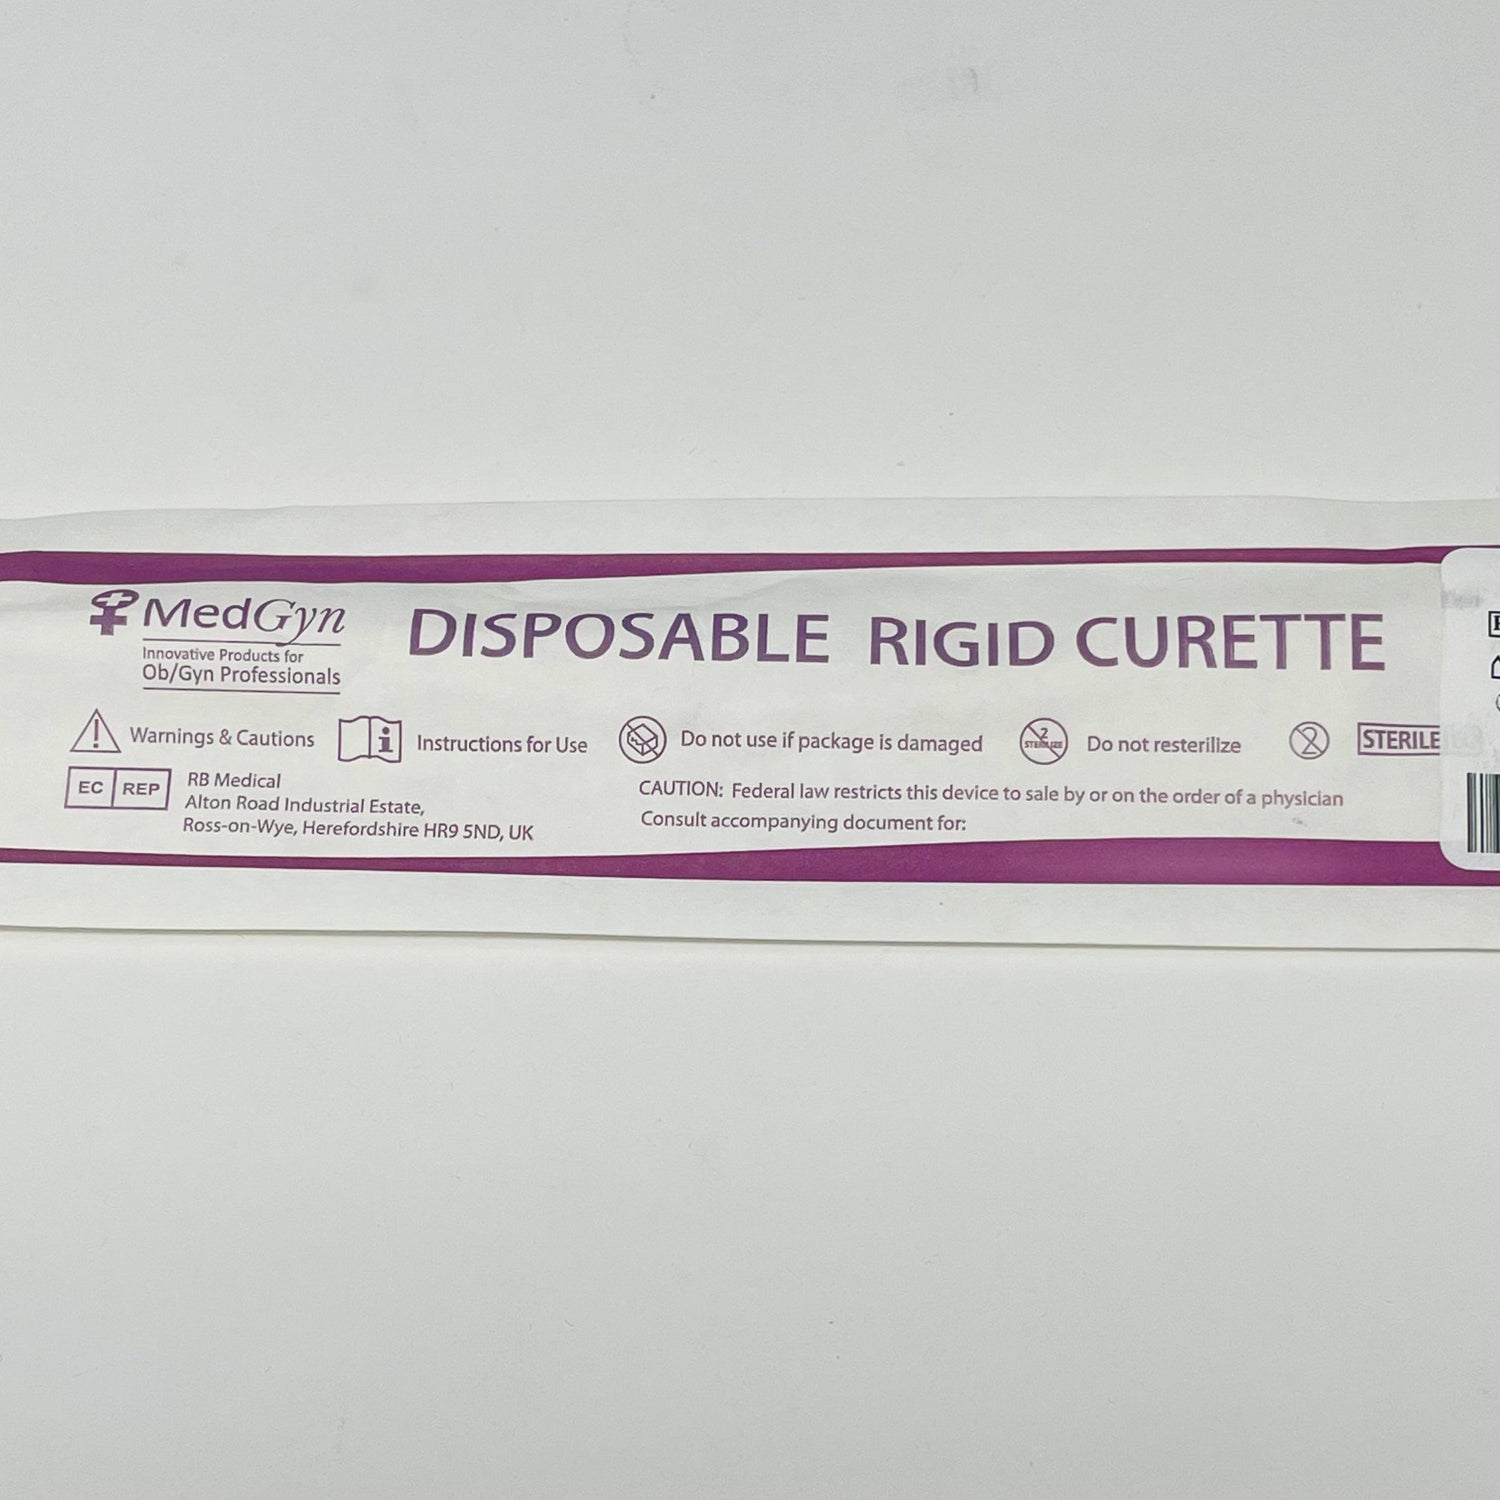 MedGyn
Innovative Products for
Ob/Gyn Professionals
DISPOSABLE RIGID CURETTE
Warnings & Cautions
Instructions for Use
Do not use if package is damaged
2
STERILIZE
Do not resterilize
2
STERILE
EC REP
RB Medical
Alton Road Industrial Estate,
Ross-on-Wye, Herefordshire HR9 5ND, UK
CAUTION: Federal law restricts this device to sale by or on the order of a physician
Consult accompanying document for: